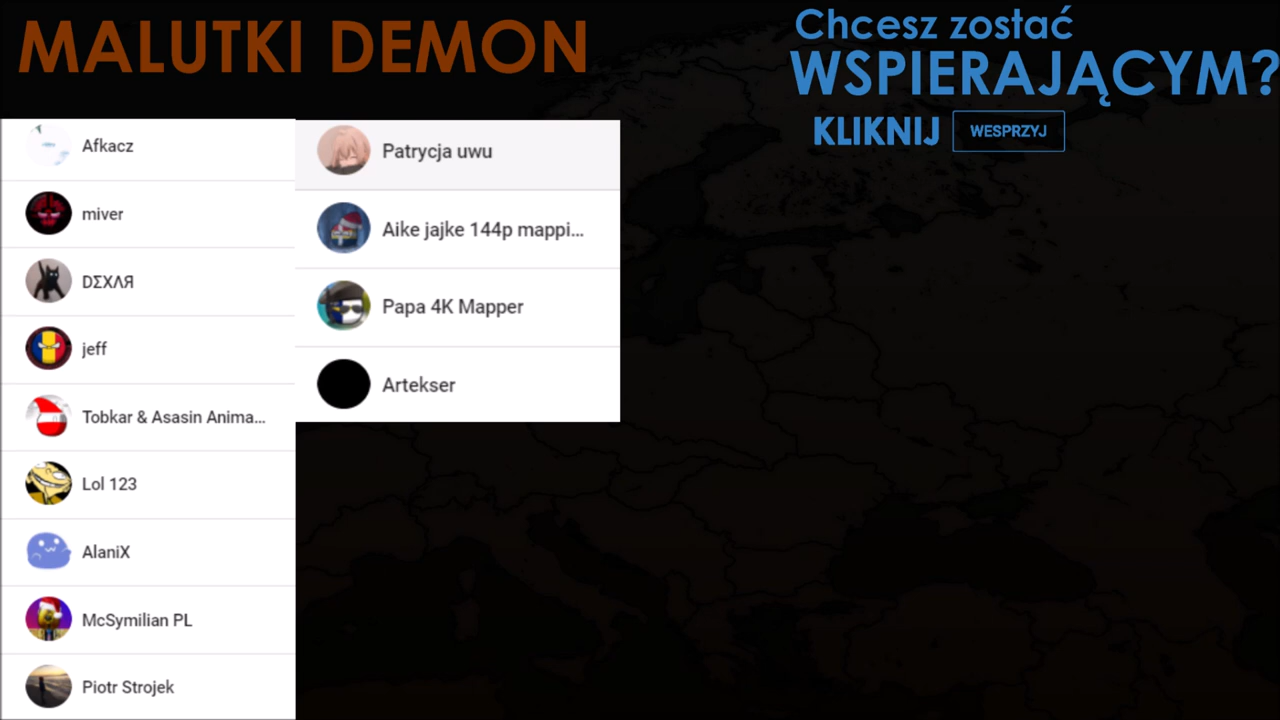 MALUTKI DEMON
Chcesz zostać
WSPIERAJĄCYM?
KLIKNIJ WESPRZYJ
Afkacz
miver
DΣXΛЯ
jeff
Tobkar & Asasin Anima...
Lol 123
AlaniX
McSymilian PL
Piotr Strojek
Patrycja uwu
Aike jajke 144p mappi...
Papa 4K Mapper
Artekser